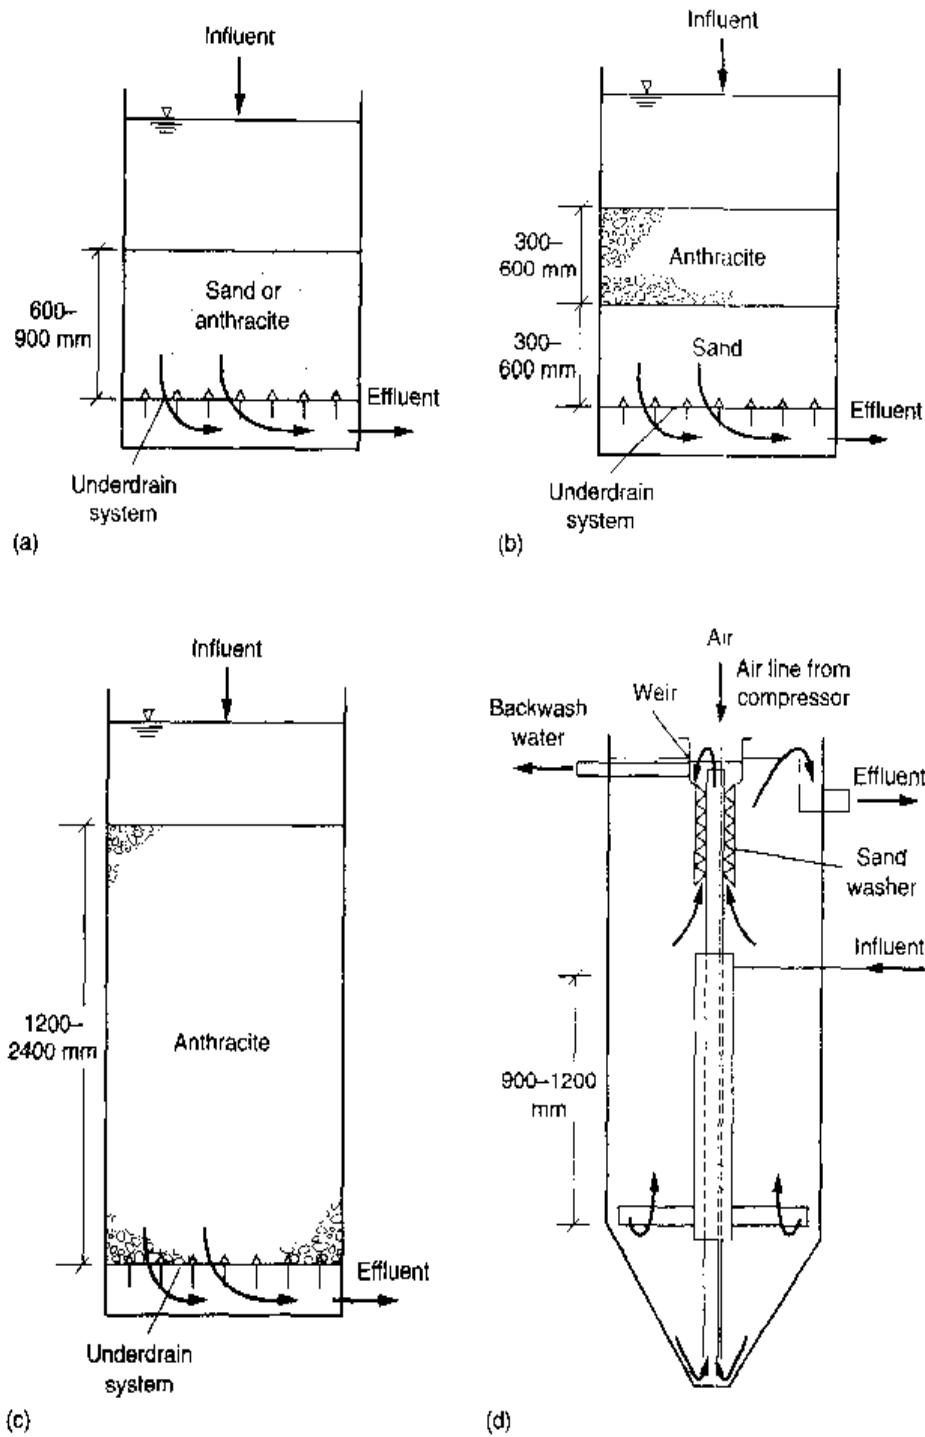 Influent
Sand or
anthracite
600–
900 mm
Effluent
Underdrain
system
(a)
Influent
300–
600 mm
Anthracite
300–
600 mm
Sand
Effluent
Underdrain
system
(b)
Influent
1200–
2400 mm
Anthracite
Effluent
Underdrain
system
(c)
Air
Air line from
compressor
Weir
Backwash
water
Effluent
Sand
washer
Influent
900–1200
mm
(d)